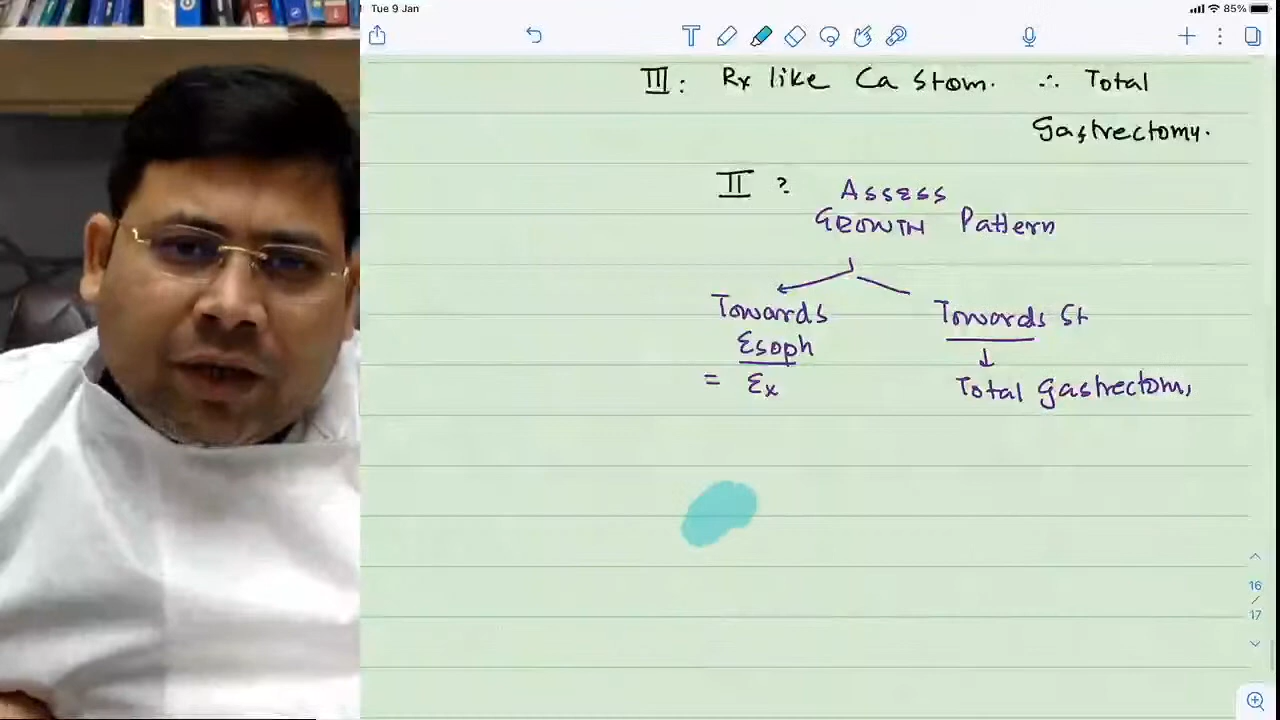 Tue 9 Jan
85%
T
III: Rx like Ca Stom. ∴ Total
Gastrectomy.
II ? Assess
GROWTH Pattern
Towards
Esoph
= Ex
Towards St
↓
Total gastrectom
16
/
17